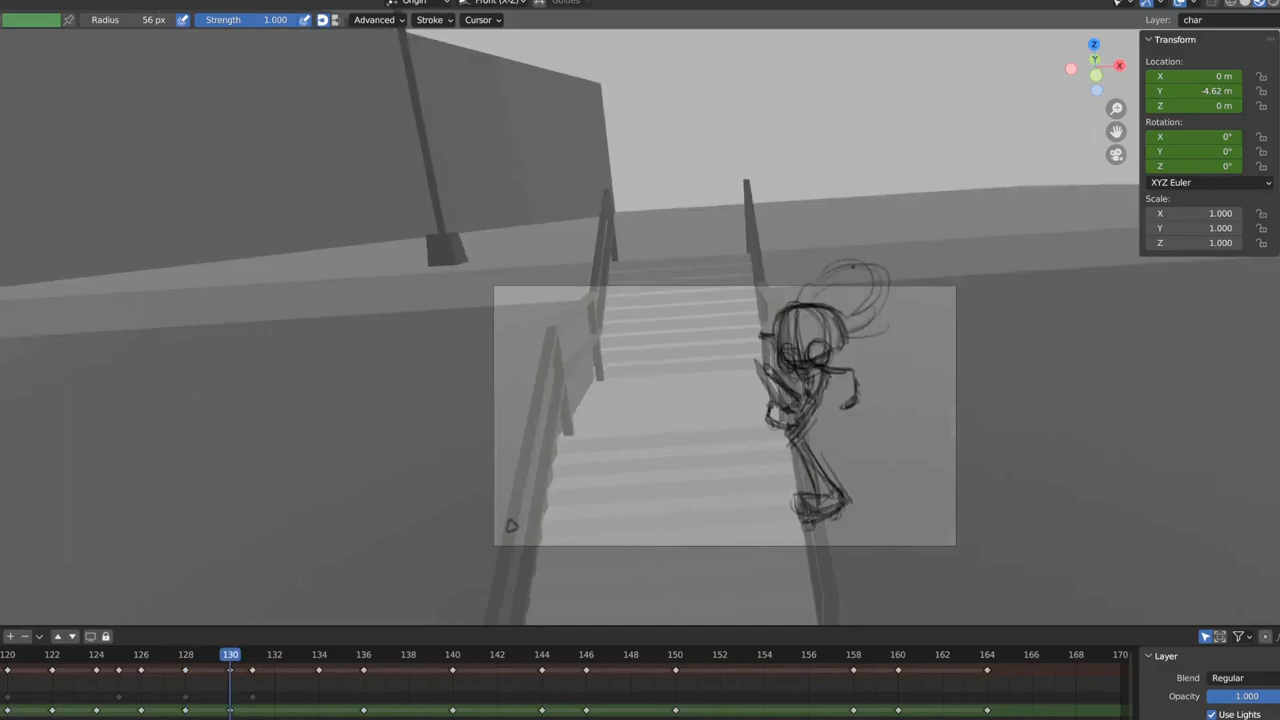 Origin Front (X-Z) Guides
Radius 56 px Strength 1.000 Advanced Stroke Cursor Layer: char
Transform
Location:
X 0 m
Y -4.62 m
Z 0 m
Rotation:
X 0°
Y 0°
Z 0°
XYZ Euler
Scale:
X 1.000
Y 1.000
Z 1.000
Z
Y
X
120 122 124 126 128 130 132 134 136 138 140 142 144 146 148 150 152 154 156 158 160 162 164 166 168 170
Layer
Blend Regular
Opacity 1.000
Use Lights